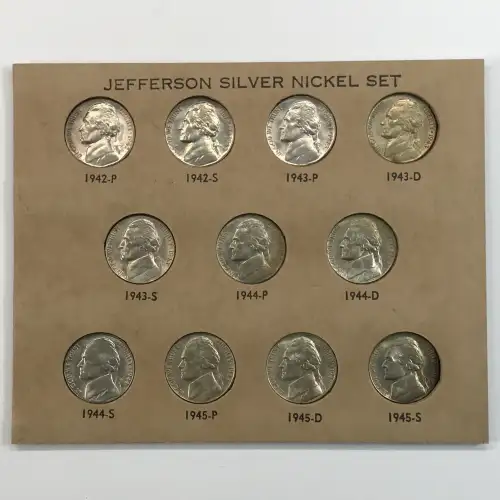 JEFFERSON SILVER NICKEL SET
1942-P 1942-S 1943-P 1943-D
1943-S 1944-P 1944-D
1944-S 1945-P 1945-D 1945-S